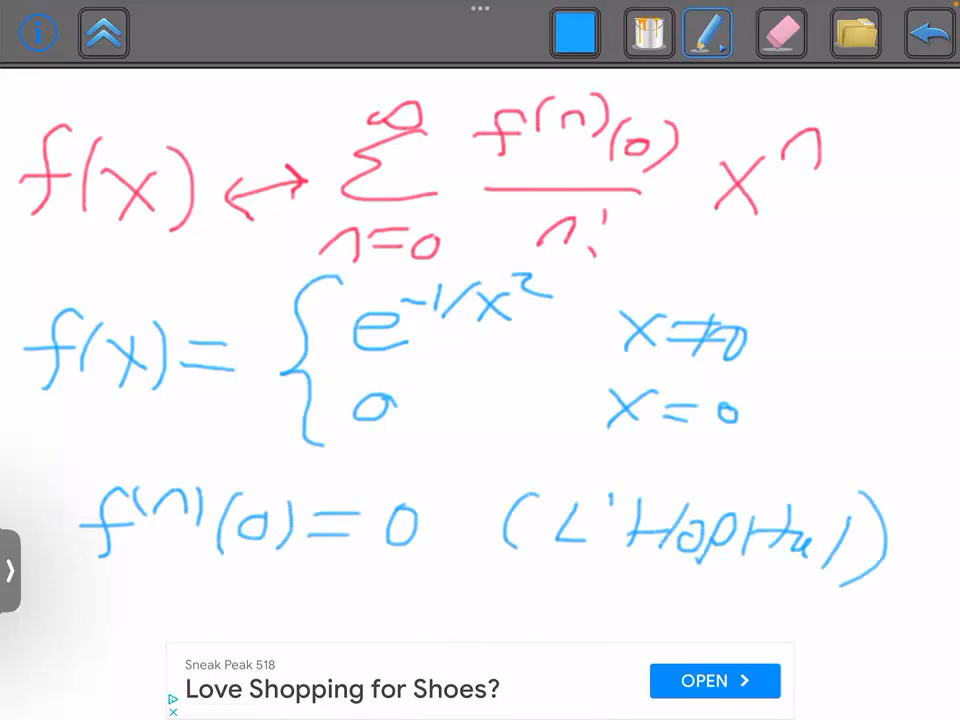 f(x) ↔ ∞ ∑ n=0 f^(n)(0) / n! x^n
f(x) = { e^-1/x^2 x≠0
0 x=0
f^(n)(0) = 0 (L'Hopital)
Sneak Peak 518
Love Shopping for Shoes?
OPEN